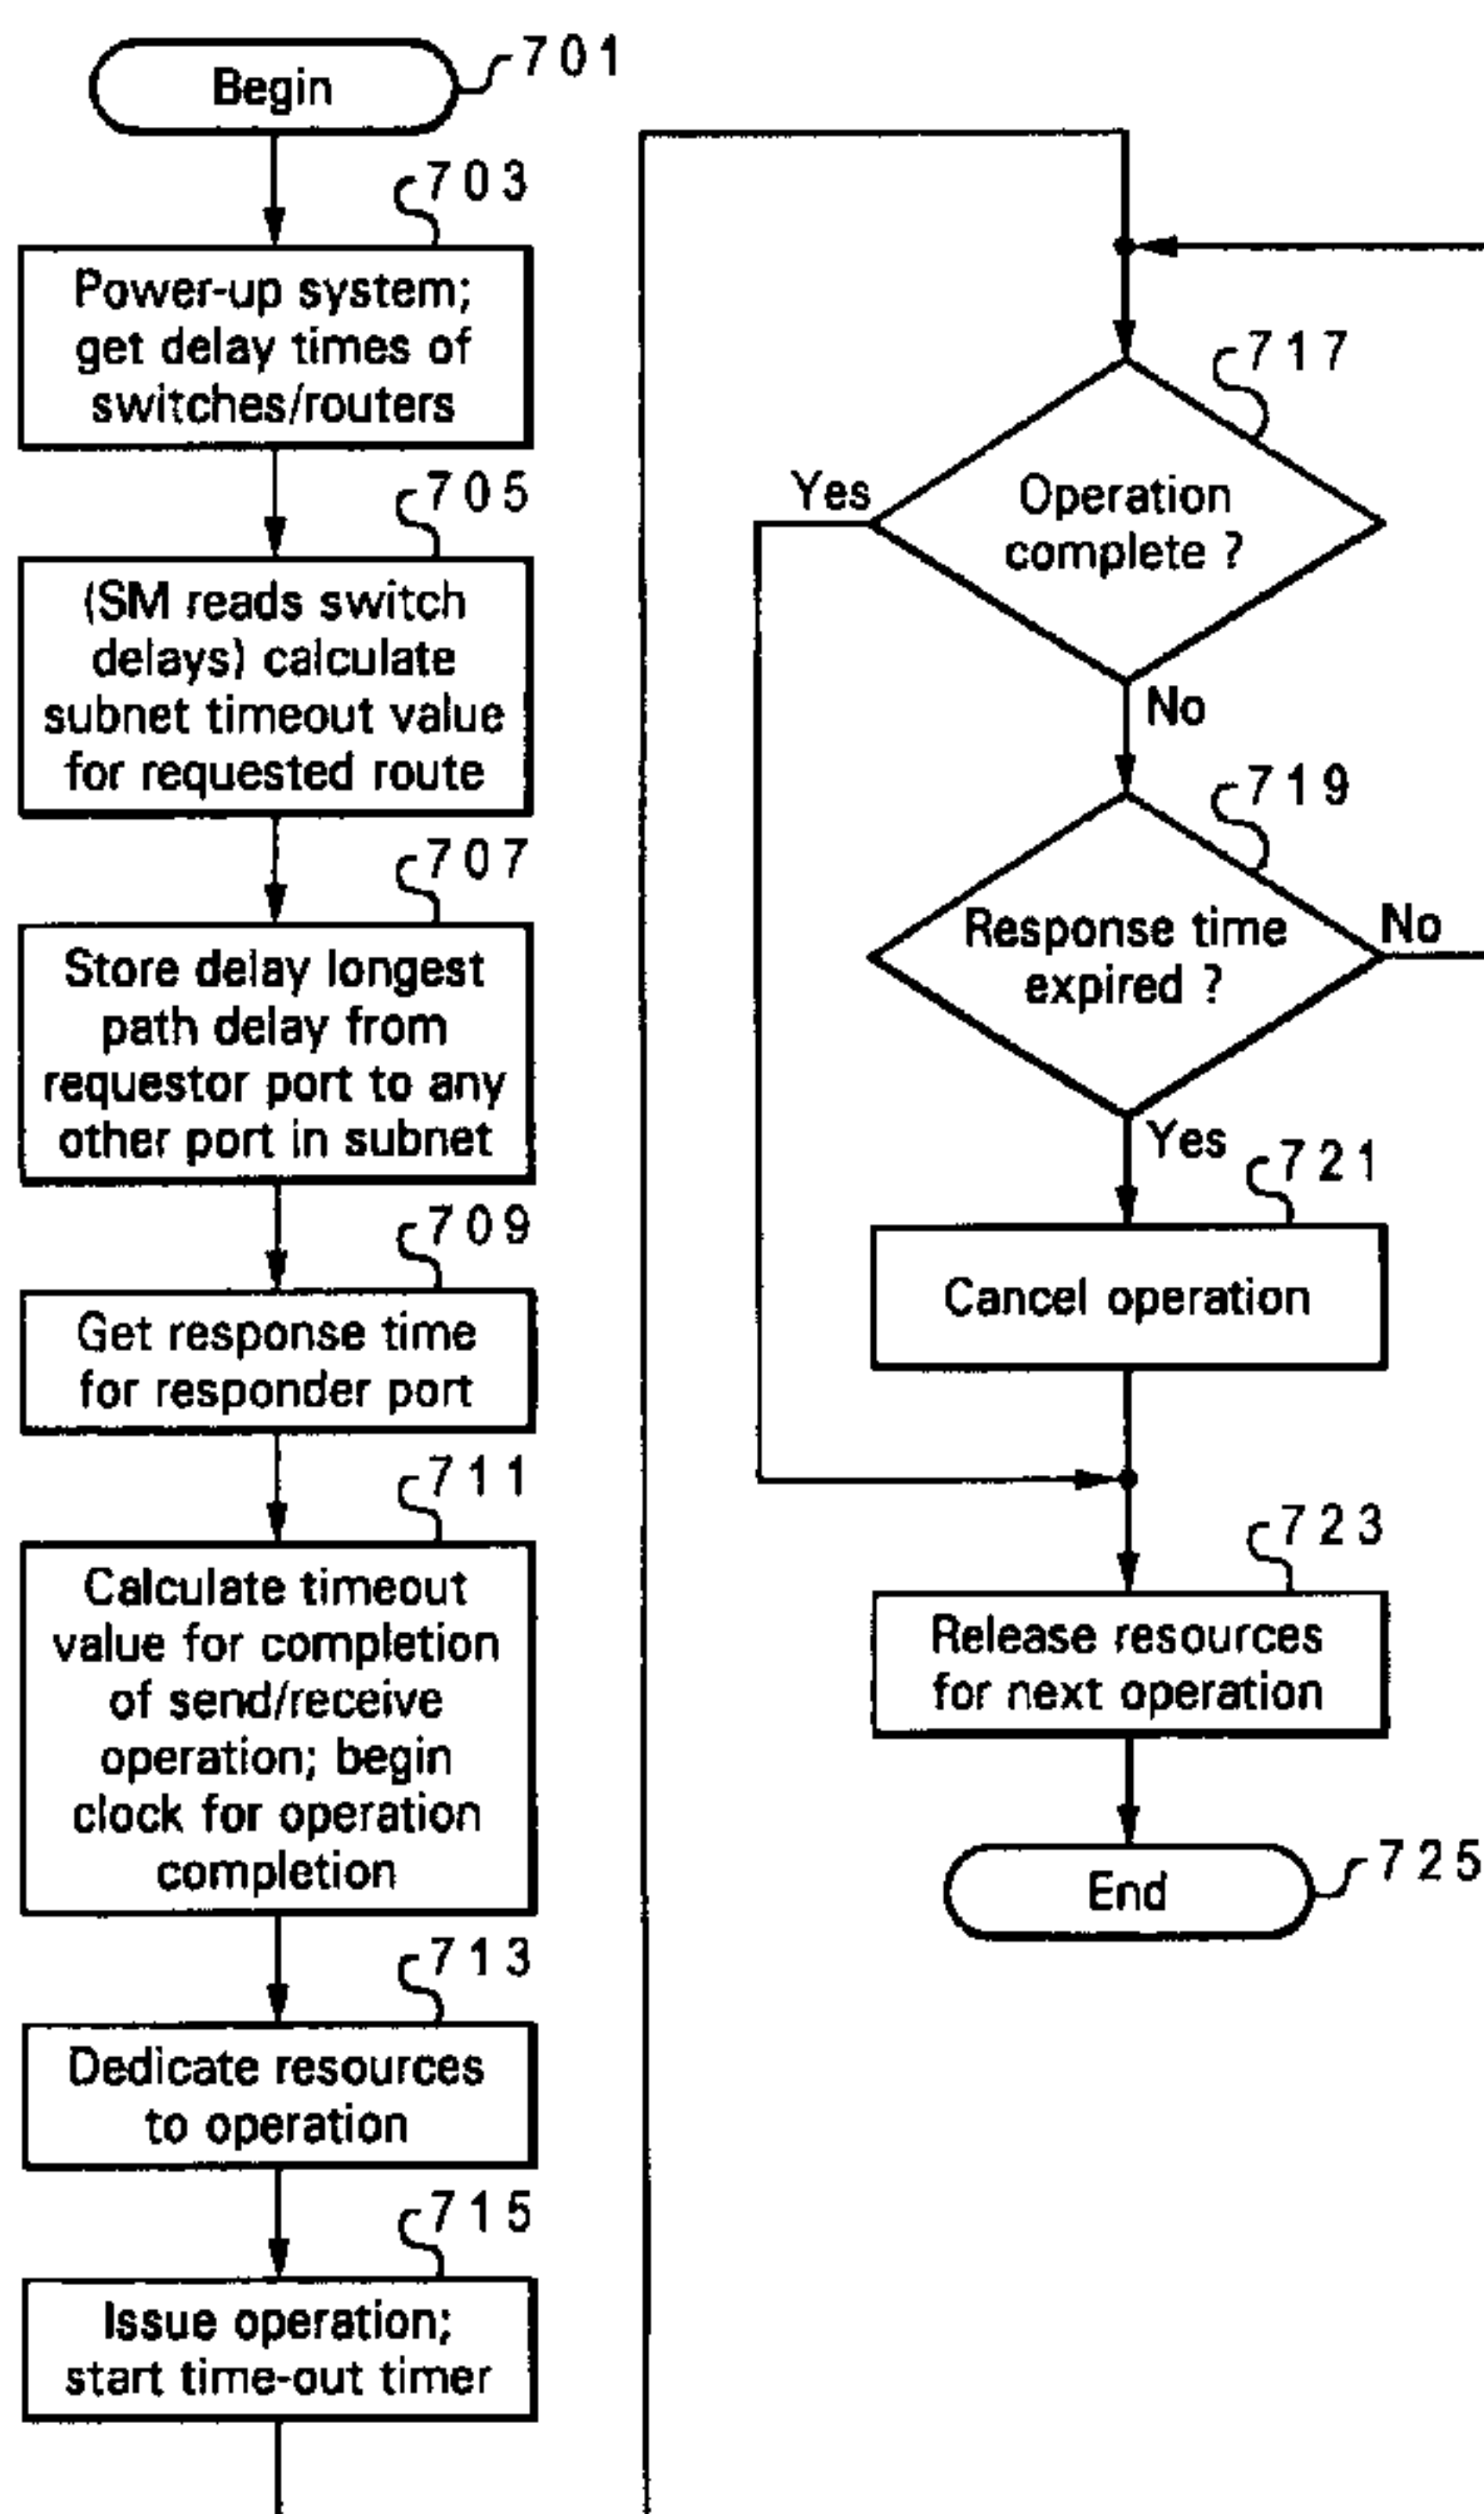 Begin
701
703
Power-up system;
get delay times of
switches/routers
705
(SM reads switch
delays) calculate
subnet timeout value
for requested route
707
Store delay longest
path delay from
requestor port to any
other port in subnet
709
Get response time
for responder port
711
Calculate timeout
value for completion
of send/receive
operation; begin
clock for operation
completion
713
Dedicate resources
to operation
715
Issue operation;
start time-out timer
717
Operation
complete ?
Yes
No
719
Response time
expired ?
No
Yes
721
Cancel operation
723
Release resources
for next operation
End
725